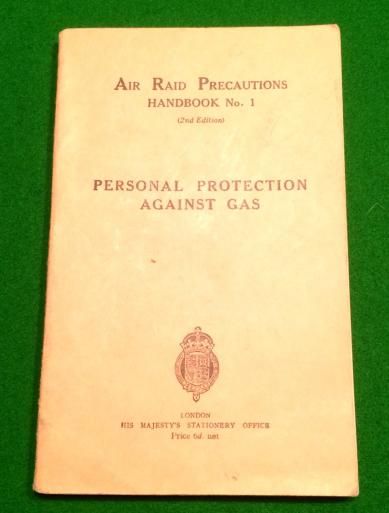 AIR RAID PRECAUTIONS
HANDBOOK No. 1
(2nd Edition)
PERSONAL PROTECTION
AGAINST GAS
LONDON
HIS MAJESTY'S STATIONERY OFFICE
Price 6d. net